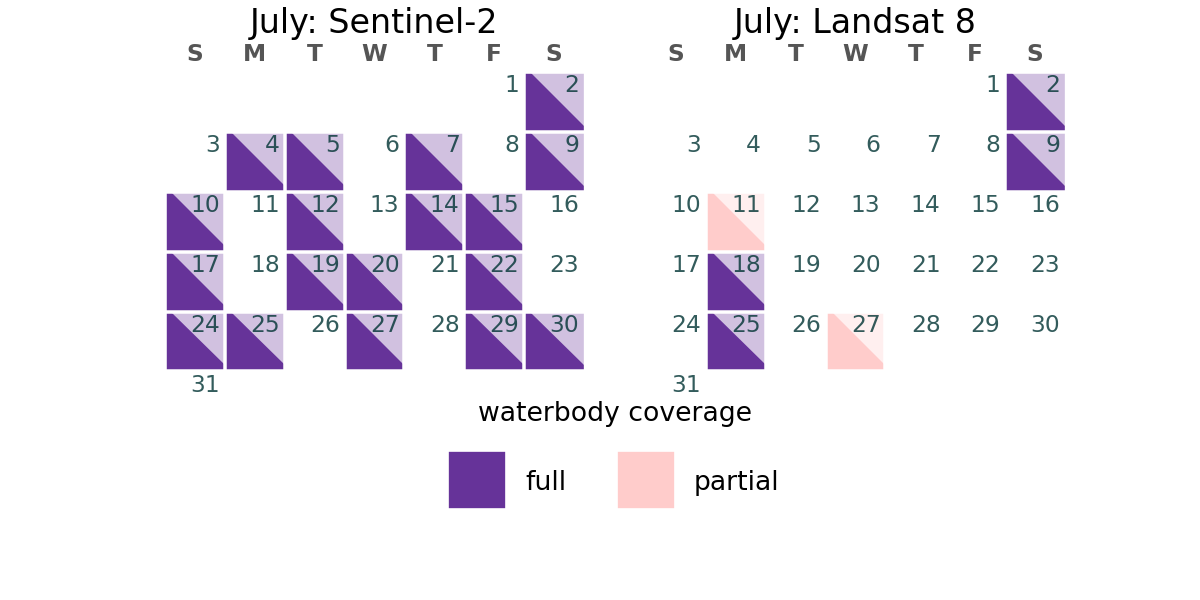 July: Sentinel-2
S M T W T F S
1 2
3 4 5 6 7 8 9
10 11 12 13 14 15 16
17 18 19 20 21 22 23
24 25 26 27 28 29 30
31
July: Landsat 8
S M T W T F S
1 2
3 4 5 6 7 8 9
10 11 12 13 14 15 16
17 18 19 20 21 22 23
24 25 26 27 28 29 30
31
waterbody coverage
full partial